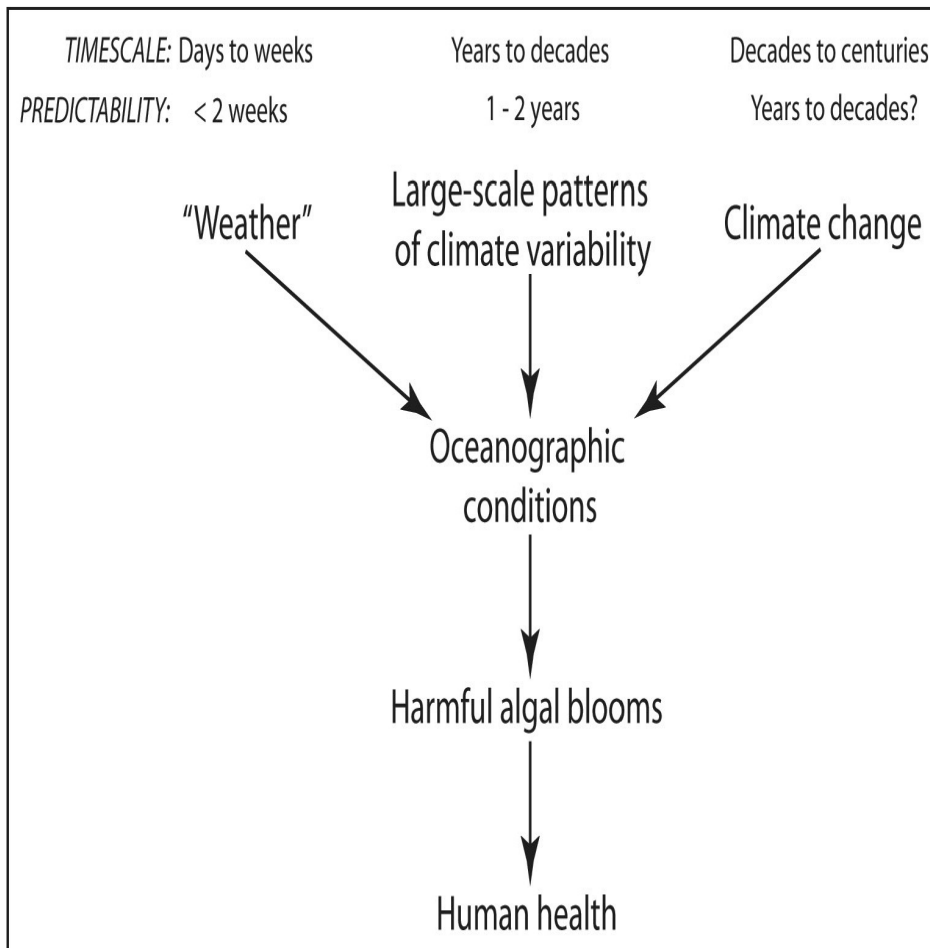 TIMESCALE: Days to weeks Years to decades Decades to centuries
PREDICTABILITY: < 2 weeks 1 - 2 years Years to decades?
“Weather”
Large-scale patterns
of climate variability
Climate change
Oceanographic
conditions
Harmful algal blooms
Human health